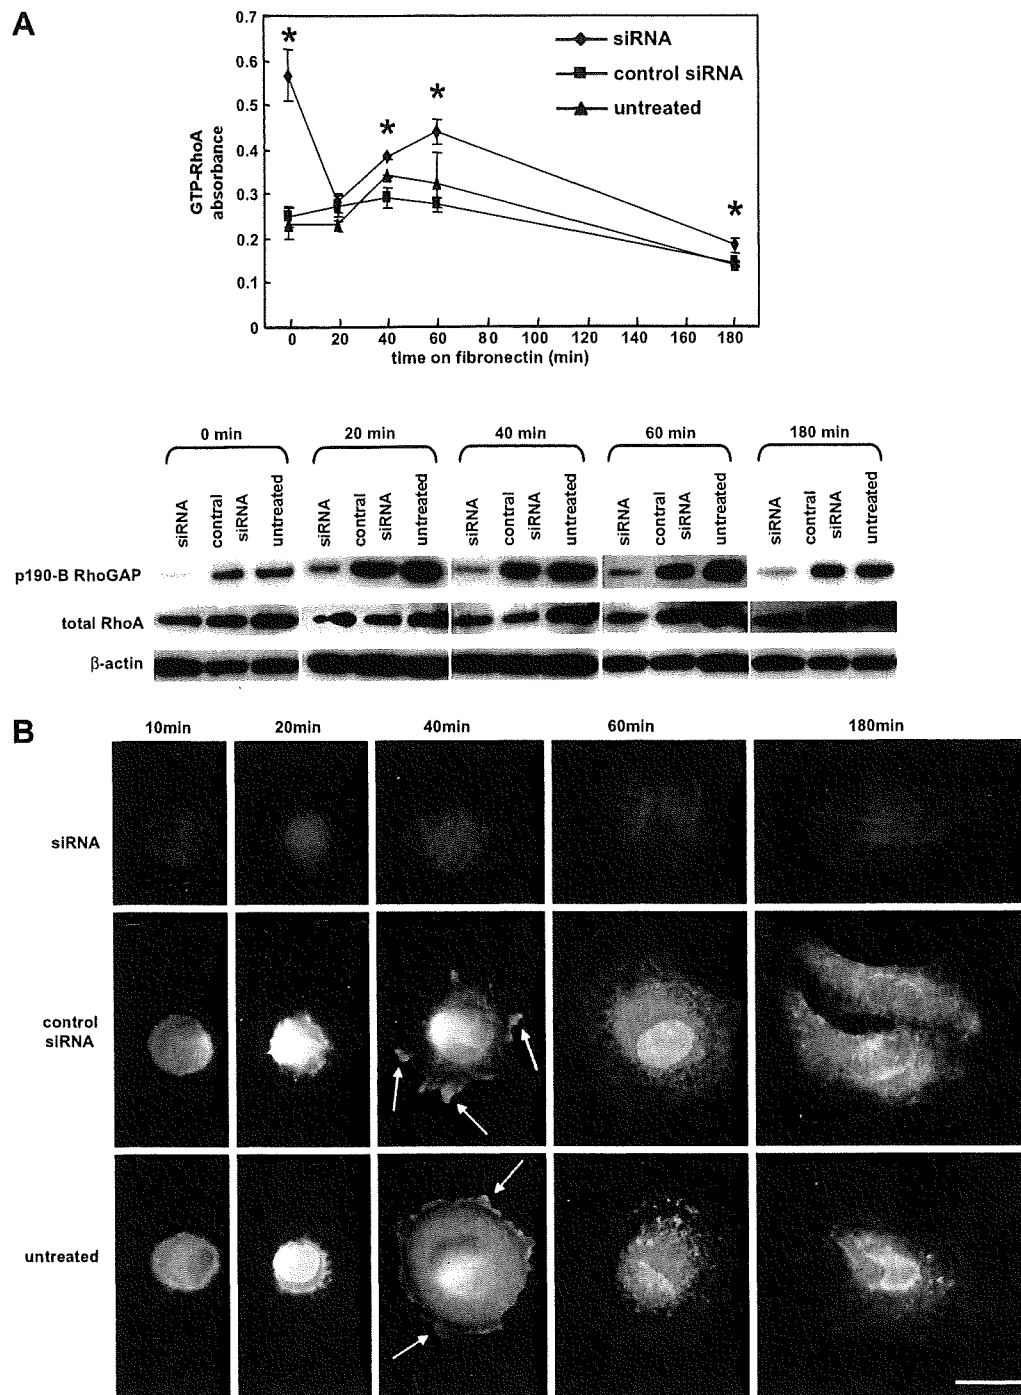 A
0.7
0.6
0.5
0.4
0.3
0.2
0.1
0
GTP-RhoA
absorbance
*
*
*
*
siRNA
control siRNA
untreated
0 20 40 60 80 100 120 140 160 180
time on fibronectin (min)
0 min 20 min 40 min 60 min 180 min
siRNA contral siRNA untreated siRNA contral siRNA untreated siRNA contral siRNA untreated siRNA contral siRNA untreated siRNA contral siRNA untreated
p190-B RhoGAP
total RhoA
β-actin
B
10min 20min 40min 60min 180min
siRNA
control
siRNA
untreated